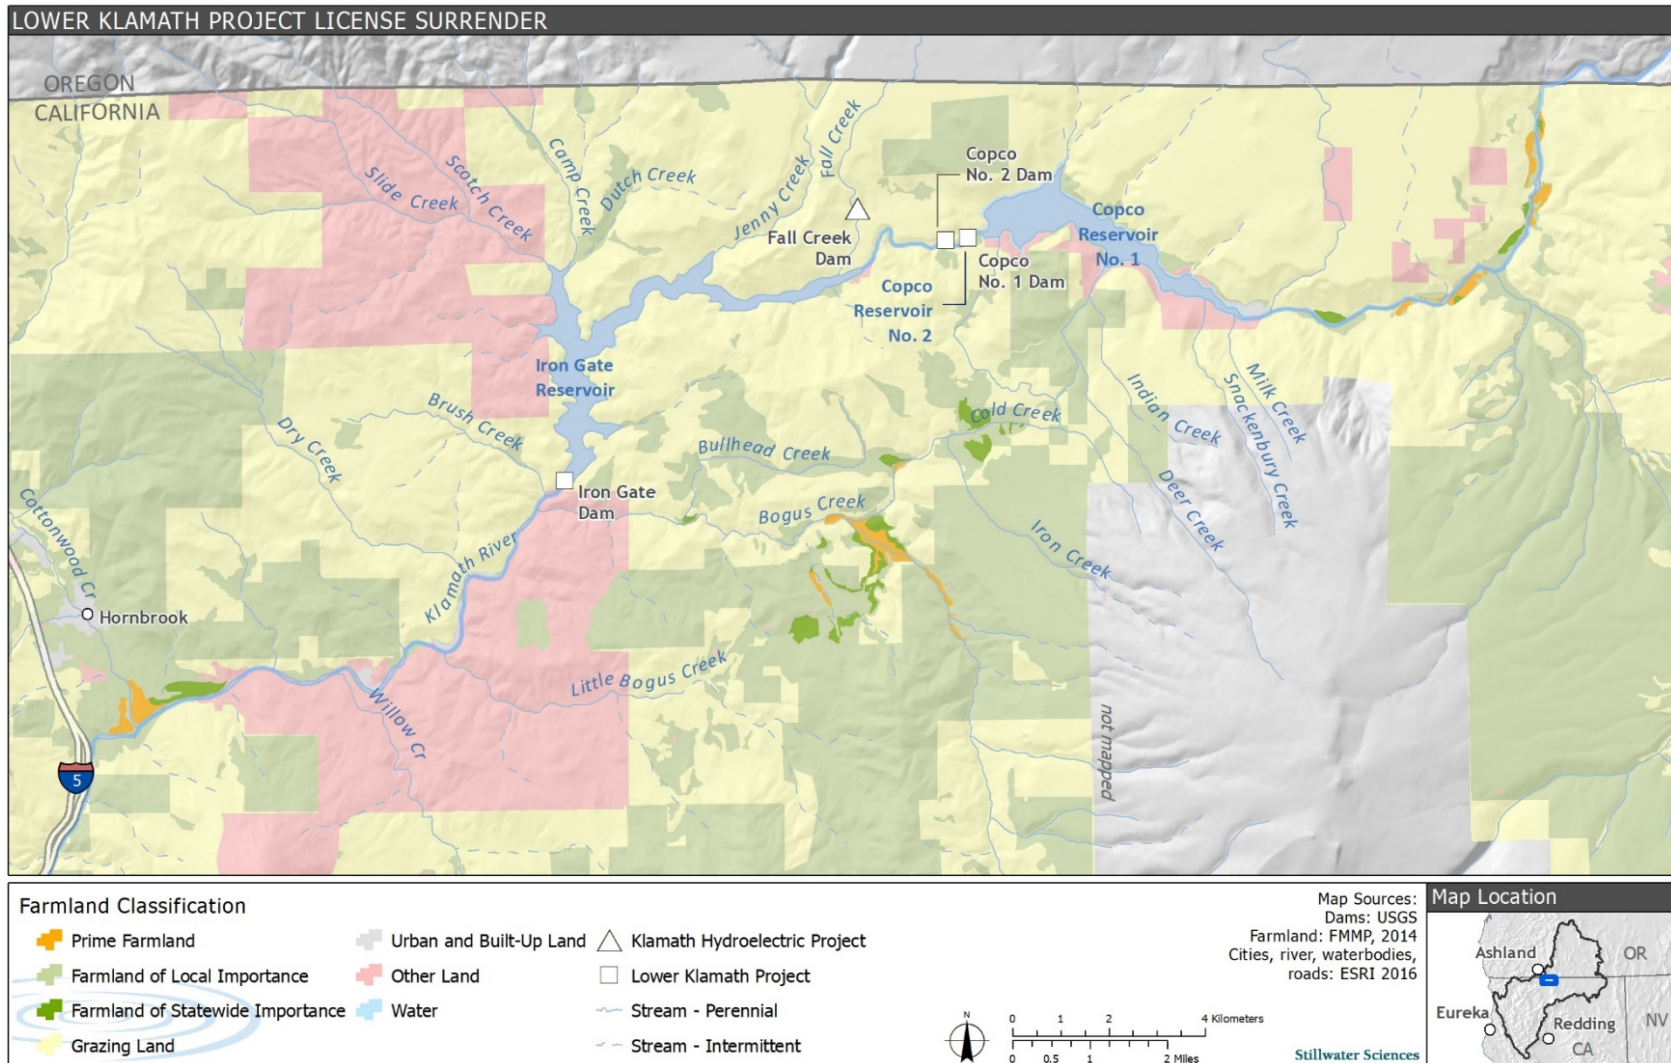 LOWER KLAMATH PROJECT LICENSE SURRENDER
OREGON
CALIFORNIA
Slide Creek
Scotch Creek
Camp Creek
Dutch Creek
Jenny Creek
Fall Creek
Fall Creek
Dam
Copco
No. 2 Dam
Copco
No. 1 Dam
Copco
Reservoir
No. 1
Copco
Reservoir
No. 2
Iron Gate
Reservoir
Iron Gate
Dam
Brush Creek
Dry Creek
Cottonwood Cr
Hornbrook
Klamath River
Bullhead Creek
Bogus Creek
Cold Creek
Indian Creek
Snackenbury Creek
Milk Creek
Deer Creek
Iron Creek
Little Bogus Creek
Willow Cr
not mapped
5
Farmland Classification
Prime Farmland
Farmland of Local Importance
Farmland of Statewide Importance
Grazing Land
Urban and Built-Up Land
Other Land
Water
Klamath Hydroelectric Project
Lower Klamath Project
Stream - Perennial
Stream - Intermittent
N
0 1 2 4 Kilometers
0 0.5 1 2 Miles
Map Sources:
Dams: USGS
Farmland: FMMP, 2014
Cities, river, waterbodies,
roads: ESRI 2016
Stillwater Sciences
Map Location
Ashland
OR
Eureka
Redding
CA
NV